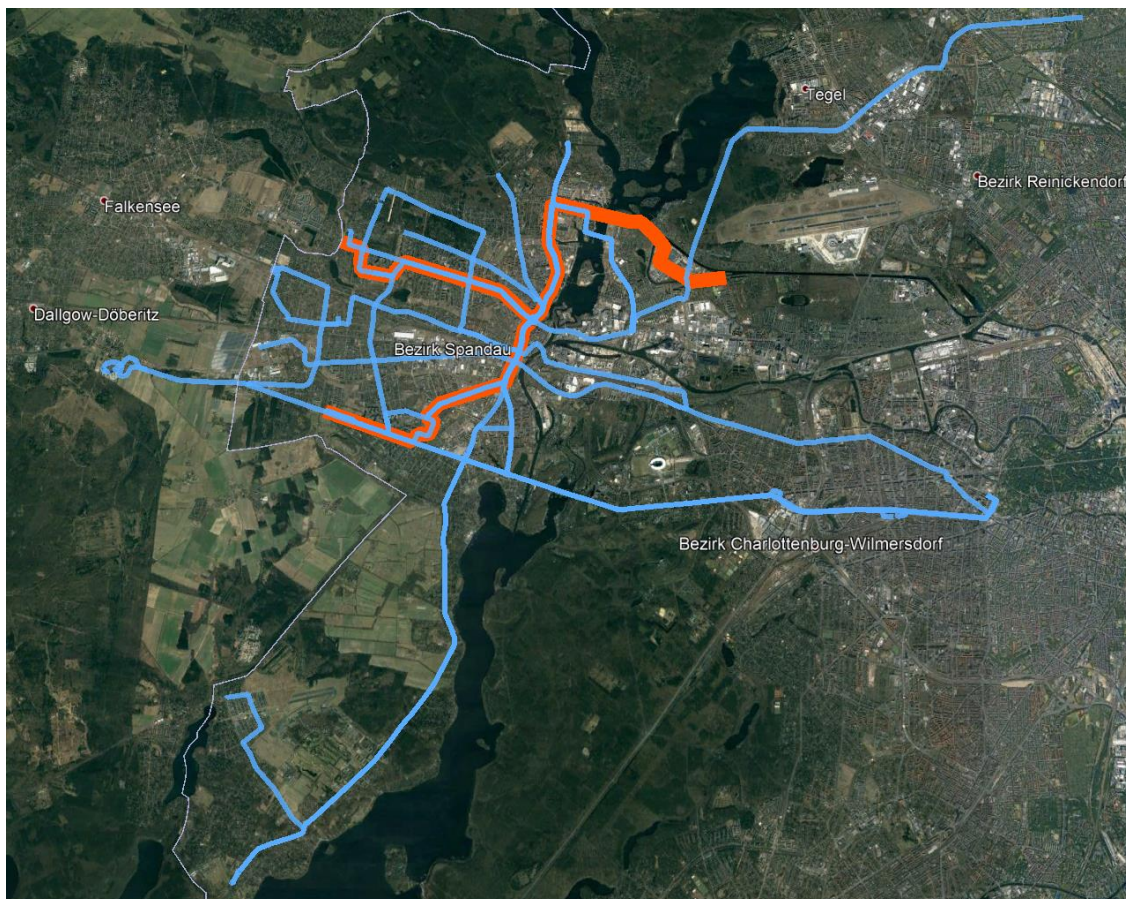 Tegel
Bezirk Reinickendorf
Falkensee
Dallgow-Döberitz
Bezirk Spandau
Bezirk Charlottenburg-Wilmersdorf